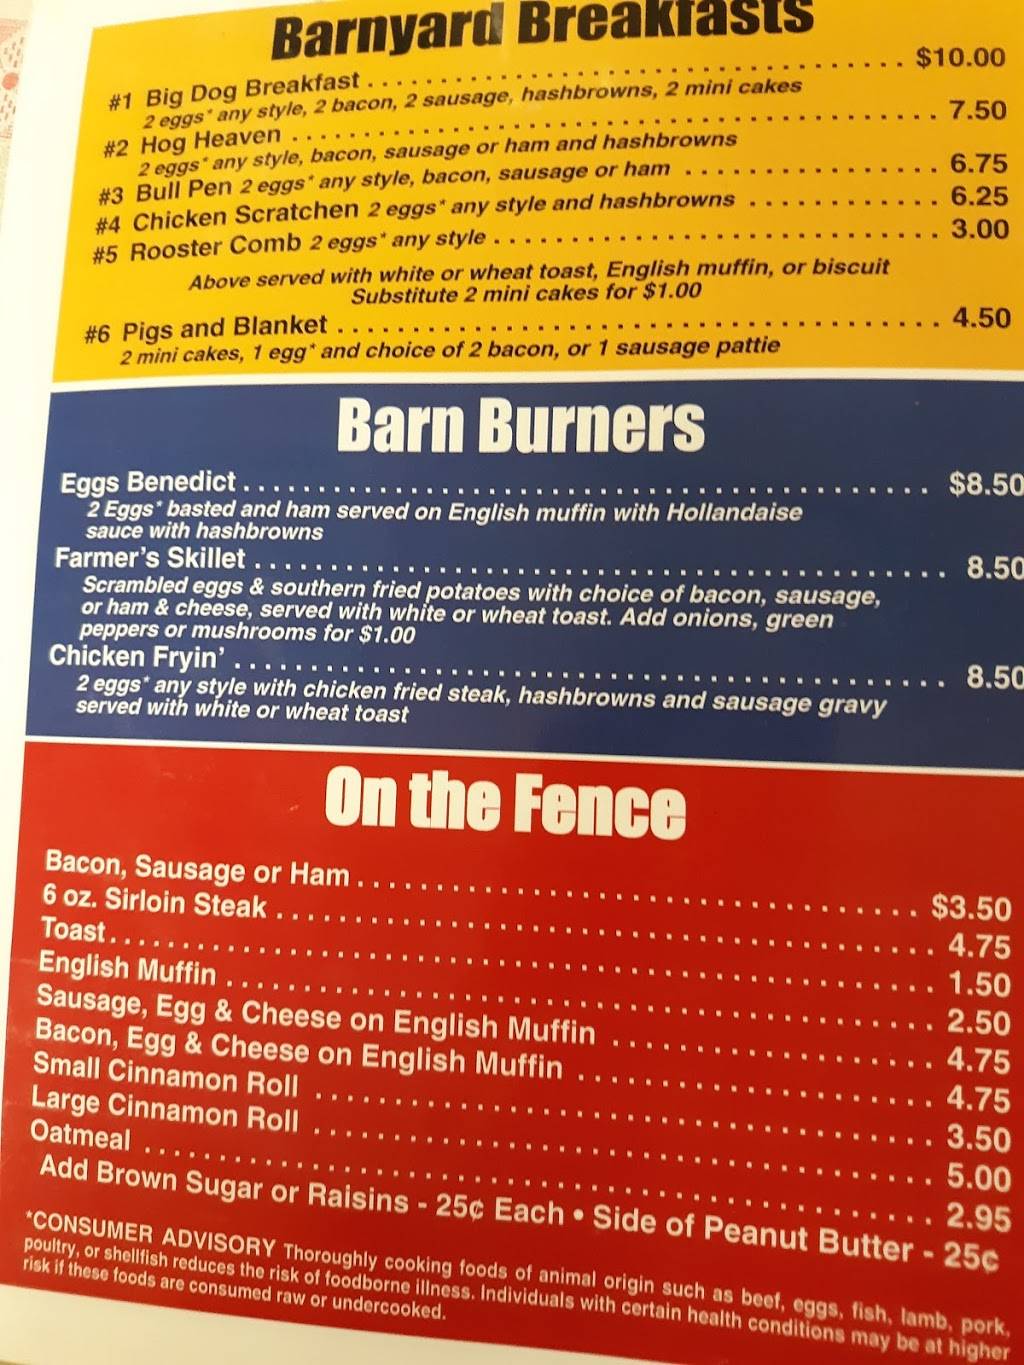 Barnyard Breakfasts
#1 Big Dog Breakfast . . . . . . . . . . . . . . . . . . . . . . . . . . . . . . $10.00
2 eggs* any style, 2 bacon, 2 sausage, hashbrowns, 2 mini cakes
#2 Hog Heaven . . . . . . . . . . . . . . . . . . . . . . . . . . . . . . 7.50
2 eggs* any style, bacon, sausage or ham and hashbrowns
#3 Bull Pen 2 eggs* any style, bacon, sausage or ham . . . . . . . . . . . . . . 6.75
#4 Chicken Scratchen 2 eggs* any style and hashbrowns . . . . . . . . . . . 6.25
#5 Rooster Comb 2 eggs* any style . . . . . . . . . . . . . . . . . . . . . . . . 3.00
Above served with white or wheat toast, English muffin, or biscuit
Substitute 2 mini cakes for $1.00
#6 Pigs and Blanket . . . . . . . . . . . . . . . . . . . . . . . . . . . . . . 4.50
2 mini cakes, 1 egg* and choice of 2 bacon, or 1 sausage pattie
Barn Burners
Eggs Benedict . . . . . . . . . . . . . . . . . . . . . . . . . . . . . . $8.50
2 Eggs* basted and ham served on English muffin with Hollandaise
sauce with hashbrowns
Farmer's Skillet . . . . . . . . . . . . . . . . . . . . . . . . . . . . . . 8.50
Scrambled eggs & southern fried potatoes with choice of bacon, sausage,
or ham & cheese, served with white or wheat toast. Add onions, green
peppers or mushrooms for $1.00
Chicken Fryin' . . . . . . . . . . . . . . . . . . . . . . . . . . . . . . 8.50
2 eggs* any style with chicken fried steak, hashbrowns and sausage gravy
served with white or wheat toast
On the Fence
Bacon, Sausage or Ham . . . . . . . . . . . . . . . . . . . . . . . . $3.50
6 oz. Sirloin Steak . . . . . . . . . . . . . . . . . . . . . . . . . . . . 4.75
Toast . . . . . . . . . . . . . . . . . . . . . . . . . . . . . . 1.50
English Muffin . . . . . . . . . . . . . . . . . . . . . . . . . . . . . . 2.50
Sausage, Egg & Cheese on English Muffin . . . . . . . . . . . . . . 4.75
Bacon, Egg & Cheese on English Muffin . . . . . . . . . . . . . . . . 4.75
Small Cinnamon Roll . . . . . . . . . . . . . . . . . . . . . . . . . . 3.50
Large Cinnamon Roll . . . . . . . . . . . . . . . . . . . . . . . . . . 5.00
Oatmeal . . . . . . . . . . . . . . . . . . . . . . . . . . . . . . 2.95
Add Brown Sugar or Raisins - 25¢ Each • Side of Peanut Butter - 25¢
*CONSUMER ADVISORY Thoroughly cooking foods of animal origin such as beef, eggs, fish, lamb, pork,
poultry, or shellfish reduces the risk of foodborne illness. Individuals with certain health conditions may be at higher
risk if these foods are consumed raw or undercooked.